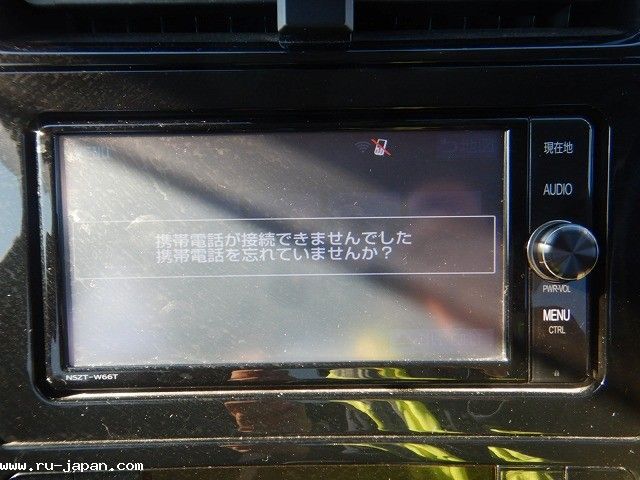 現在地
AUDIO
携帯電話が接続できませんでした
携帯電話を忘れていませんか？
PWR•VOL
MENU
CTRL
NSZT-W66T
www.ru-japan.com